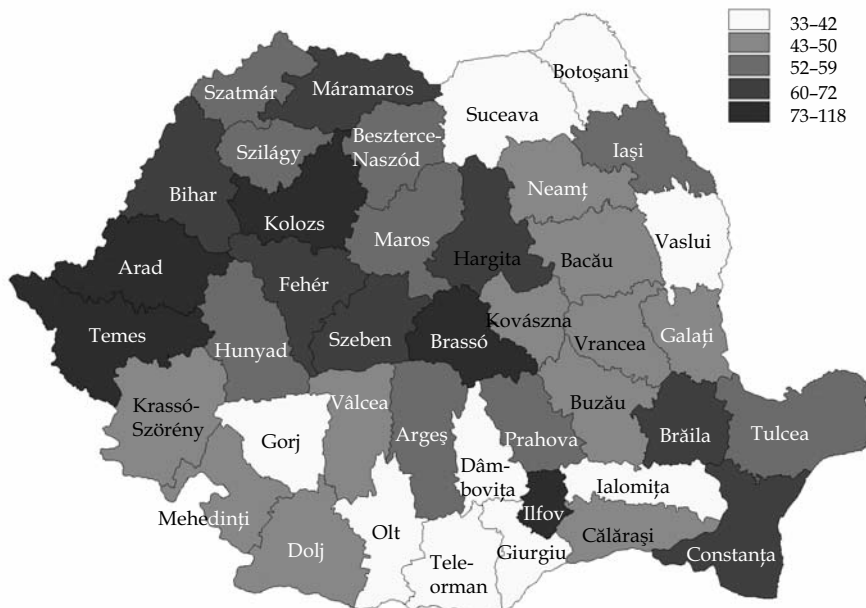 33–42
43–50
52–59
60–72
73–118
Botoşani
Suceava
Máramaros
Szatmár
Beszterce-
Naszód
Szilágy
Iaşi
Neamţ
Bihar
Kolozs
Maros
Hargita
Bacău
Vaslui
Arad
Fehér
Temes
Hunyad
Szeben
Brassó
Kovászna
Vrancea
Galaţi
Krassó-
Szörény
Vâlcea
Gorj
Argeş
Dâm-
boviţa
Prahova
Buzău
Brăila
Tulcea
Mehedinţi
Dolj
Olt
Tele-
orman
Giurgiu
Ilfov
Ialomiţa
Călăraşi
Constanţa